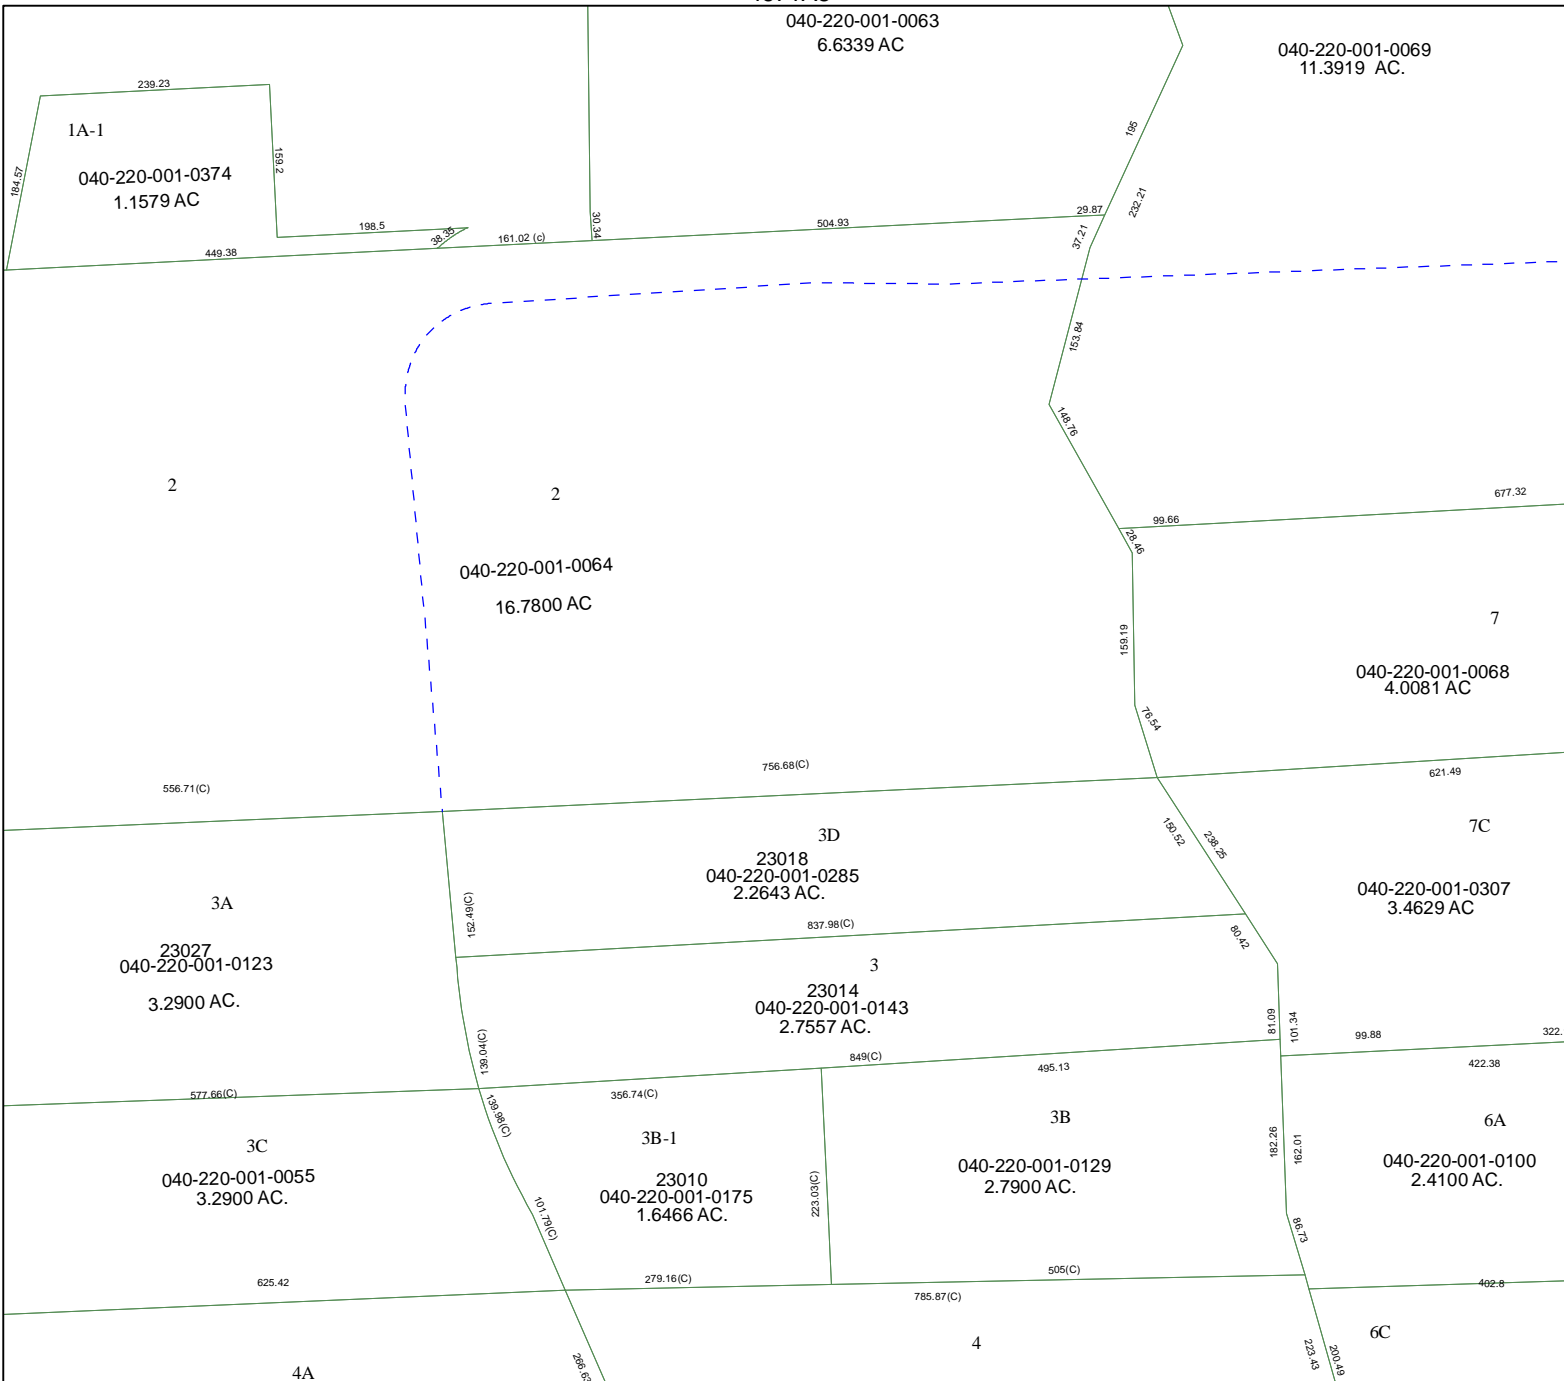 040-220-001-0063
6.6339 AC
040-220-001-0069
11.3919 AC.
239.23
1A-1
184.57
040-220-001-0374
1.1579 AC
159.2
195
232.21
198.5
38.35
161.02 (c)
30.34
504.93
29.87
37.21
449.38
153.84
148.76
2
2
677.32
99.66
28.46
040-220-001-0064
16.7800 AC
159.19
7
040-220-001-0068
4.0081 AC
76.54
556.71(C)
756.68(C)
621.49
150.52
238.25
3D
23018
040-220-001-0285
2.2643 AC.
7C
040-220-001-0307
3.4629 AC
3A
23027
040-220-001-0123
3.2900 AC.
152.49(C)
837.98(C)
80.42
3
23014
040-220-001-0143
2.7557 AC.
81.09
101.34
99.88
322.
139.04(C)
849(C)
495.13
422.38
577.66(C)
356.74(C)
139.98(C)
3C
040-220-001-0055
3.2900 AC.
3B-1
23010
040-220-001-0175
1.6466 AC.
101.79(C)
223.03(C)
3B
040-220-001-0129
2.7900 AC.
182.26
162.01
6A
040-220-001-0100
2.4100 AC.
86.73
625.42
279.16(C)
505(C)
402.8
785.87(C)
4
6C
4A
223.43
200.49